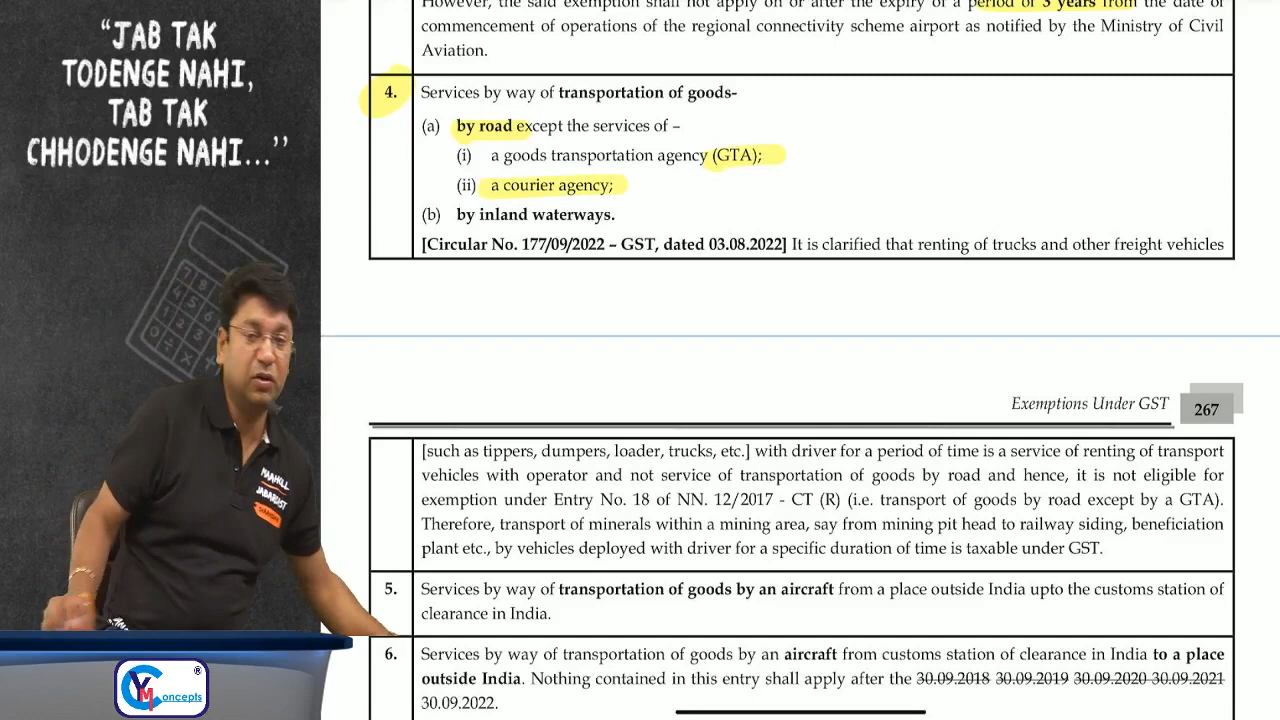 “JAB TAK
TODENGE NAHI,
TAB TAK
CHHODENGE NAHI...’’
However, the said exemption shall not apply on or after the expiry of a period of 3 years from the date of
commencement of operations of the regional connectivity scheme airport as notified by the Ministry of Civil
Aviation.
4. Services by way of transportation of goods-
(a) by road except the services of –
(i) a goods transportation agency (GTA);
(ii) a courier agency;
(b) by inland waterways.
[Circular No. 177/09/2022 – GST, dated 03.08.2022] It is clarified that renting of trucks and other freight vehicles
Exemptions Under GST 267
[such as tippers, dumpers, loader, trucks, etc.] with driver for a period of time is a service of renting of transport
vehicles with operator and not service of transportation of goods by road and hence, it is not eligible for
exemption under Entry No. 18 of NN. 12/2017 - CT (R) (i.e. transport of goods by road except by a GTA).
Therefore, transport of minerals within a mining area, say from mining pit head to railway siding, beneficiation
plant etc., by vehicles deployed with driver for a specific duration of time is taxable under GST.
5. Services by way of transportation of goods by an aircraft from a place outside India upto the customs station of
clearance in India.
6. Services by way of transportation of goods by an aircraft from customs station of clearance in India to a place
outside India. Nothing contained in this entry shall apply after the 30.09.2018 30.09.2019 30.09.2020 30.09.2021
30.09.2022.
YM Concepts ®